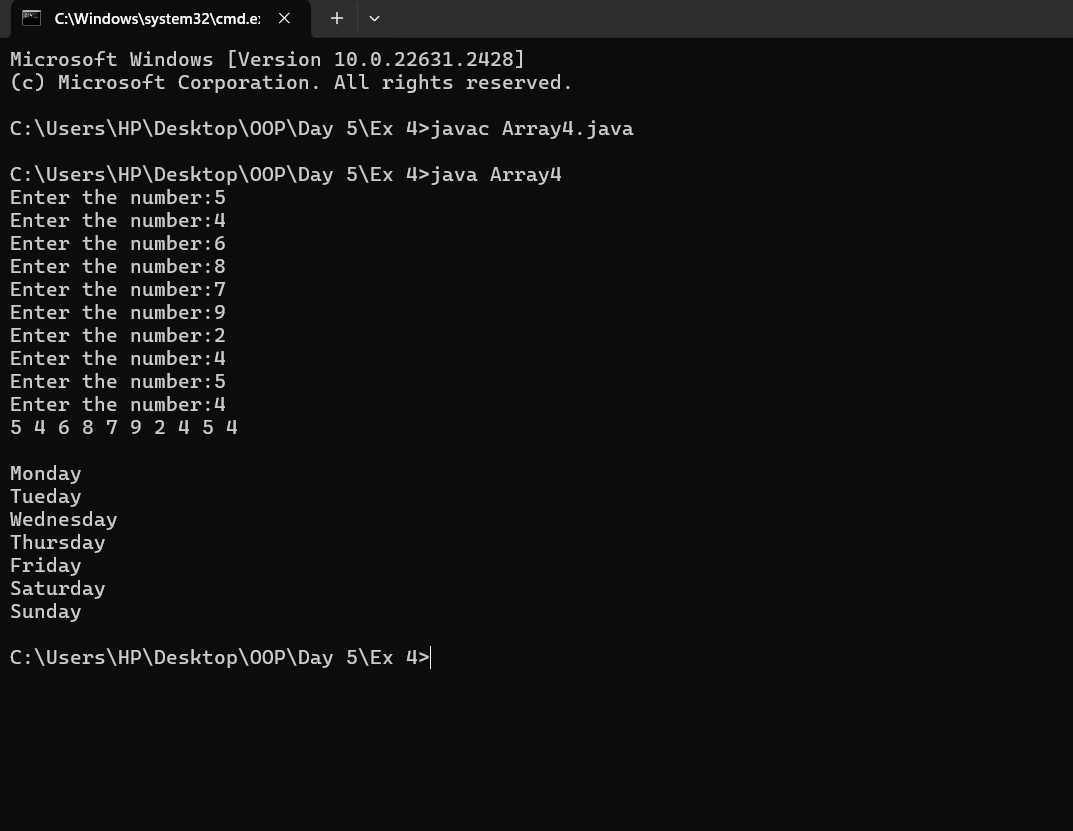 C:\Windows\system32\cmd.e:
Microsoft Windows [Version 10.0.22631.2428]
(c) Microsoft Corporation. All rights reserved.
C:\Users\HP\Desktop\OOP\Day 5\Ex 4>javac Array4.java
C:\Users\HP\Desktop\OOP\Day 5\Ex 4>java Array4
Enter the number:5
Enter the number:4
Enter the number:6
Enter the number:8
Enter the number:7
Enter the number:9
Enter the number:2
Enter the number:4
Enter the number:5
Enter the number:4
5 4 6 8 7 9 2 4 5 4
Monday
Tueday
Wednesday
Thursday
Friday
Saturday
Sunday
C:\Users\HP\Desktop\OOP\Day 5\Ex 4>